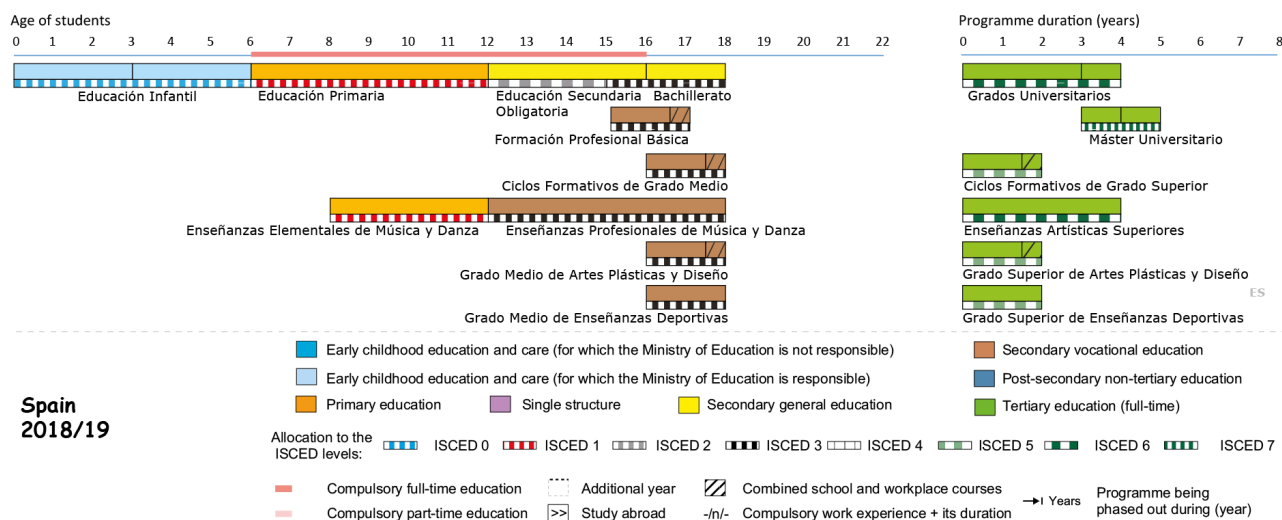 Age of students
Programme duration (years)
0 1 2 3 4 5 6 7 8 9 10 11 12 13 14 15 16 17 18 19 20 21 22
0 1 2 3 4 5 6 7 8
Educación Infantil
Educación Primaria
Educación Secundaria
Obligatoria
Bachillerato
Grados Universitarios
Formación Profesional Básica
Máster Universitario
Ciclos Formativos de Grado Medio
Ciclos Formativos de Grado Superior
Enseñanzas Elementales de Música y Danza
Enseñanzas Profesionales de Música y Danza
Enseñanzas Artísticas Superiores
Grado Medio de Artes Plásticas y Diseño
Grado Superior de Artes Plásticas y Diseño
ES
Grado Medio de Enseñanzas Deportivas
Grado Superior de Enseñanzas Deportivas
Early childhood education and care (for which the Ministry of Education is not responsible)
Secondary vocational education
Early childhood education and care (for which the Ministry of Education is responsible)
Post-secondary non-tertiary education
Primary education
Single structure
Secondary general education
Tertiary education (full-time)
Spain
2018/19
Allocation to the
ISCED levels:
ISCED 0
ISCED 1
ISCED 2
ISCED 3
ISCED 4
ISCED 5
ISCED 6
ISCED 7
Compulsory full-time education
Additional year
Combined school and workplace courses
Years
Programme being
phased out during (year)
Compulsory part-time education
>> Study abroad
-/n/- Compulsory work experience + its duration